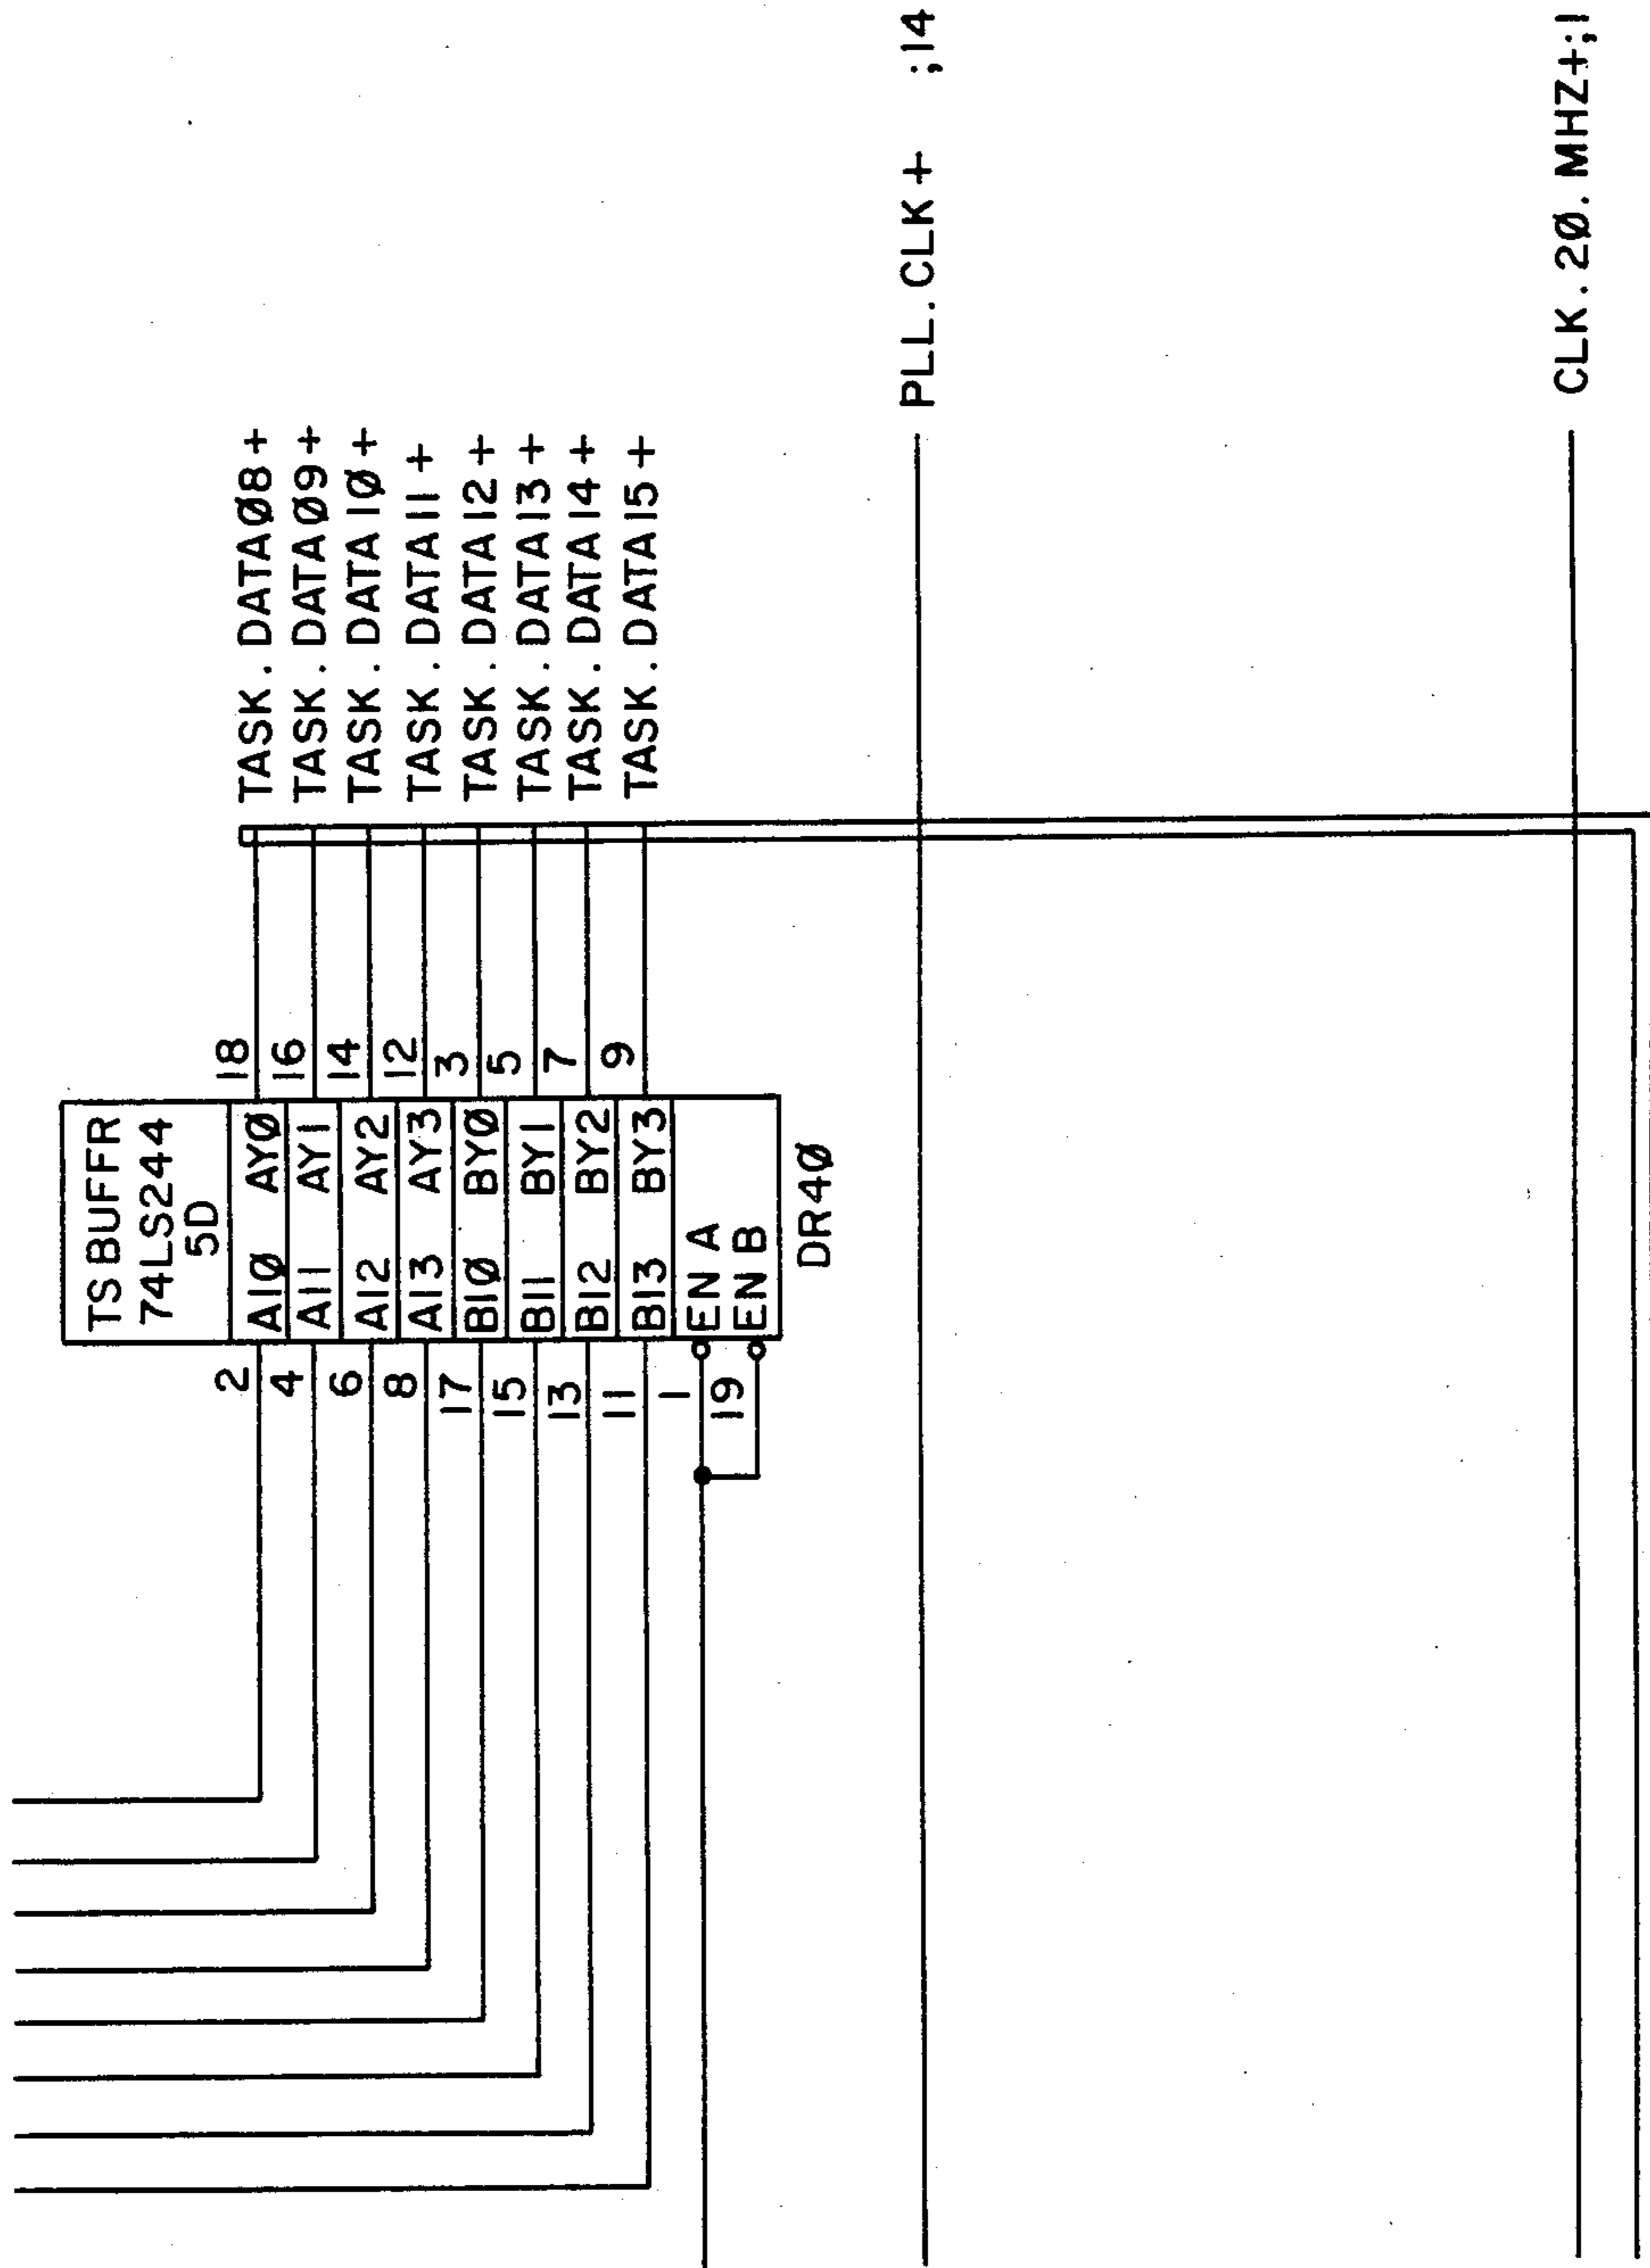 TS BUFFR
74LS244
5D
2 AIØ AYØ 18 TASK.DATAØ8+
4 AI1 AY1 16 TASK.DATAØ9+
6 AI2 AY2 14 TASK.DATA1Ø+
8 AI3 AY3 12 TASK.DATA11+
17 BIØ BYØ 3 TASK.DATA12+
15 BI1 BY1 5 TASK.DATA13+
13 BI2 BY2 7 TASK.DATA14+
11 BI3 BY3 9 TASK.DATA15+
1 EN A
19 EN B
DR4Ø
PLL.CLK+ ;14
CLK.2Ø.MHZ+;1